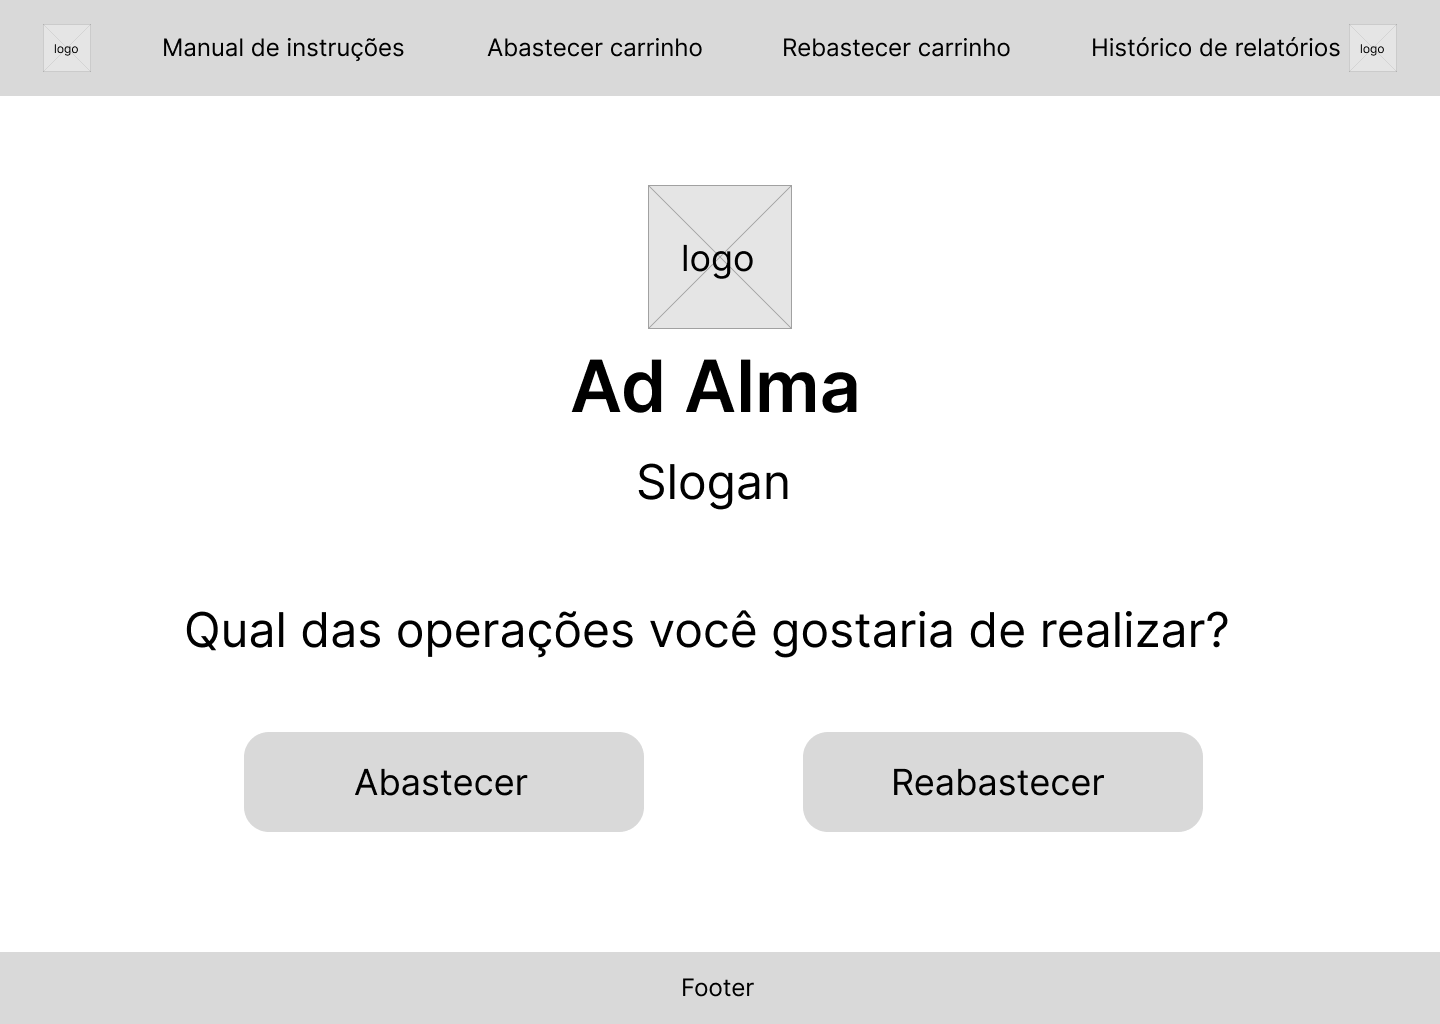 logo Manual de instruções Abastecer carrinho Rebastecer carrinho Histórico de relatórios logo
logo
Ad Alma
Slogan
Qual das operações você gostaria de realizar?
Abastecer Reabastecer
Footer